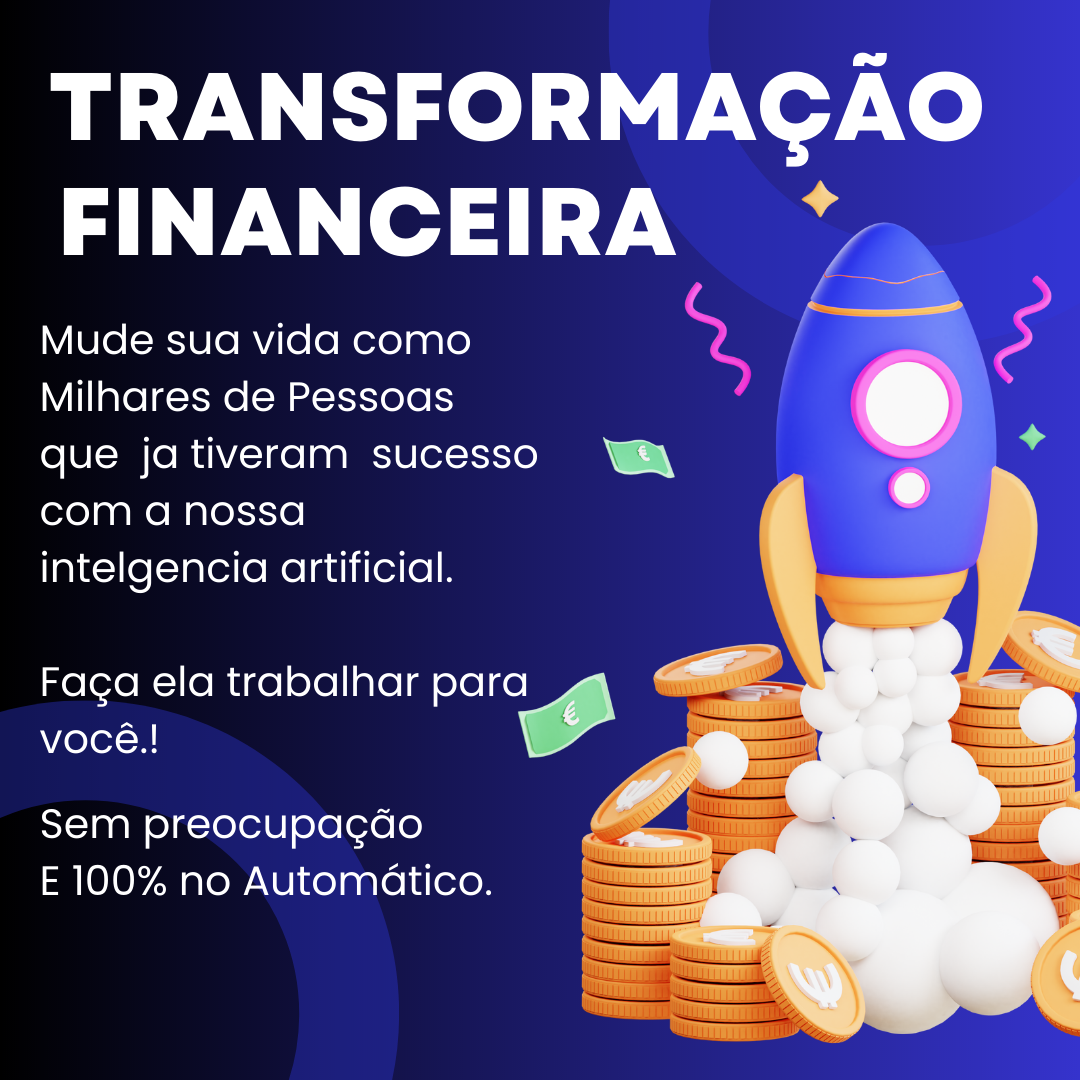 TRANSFORMAÇÃO
FINANCEIRA
Mude sua vida como
Milhares de Pessoas
que  ja tiveram  sucesso
com a nossa
intelgencia artificial.
Faça ela trabalhar para
você.!
Sem preocupação
E 100% no Automático.
€
€